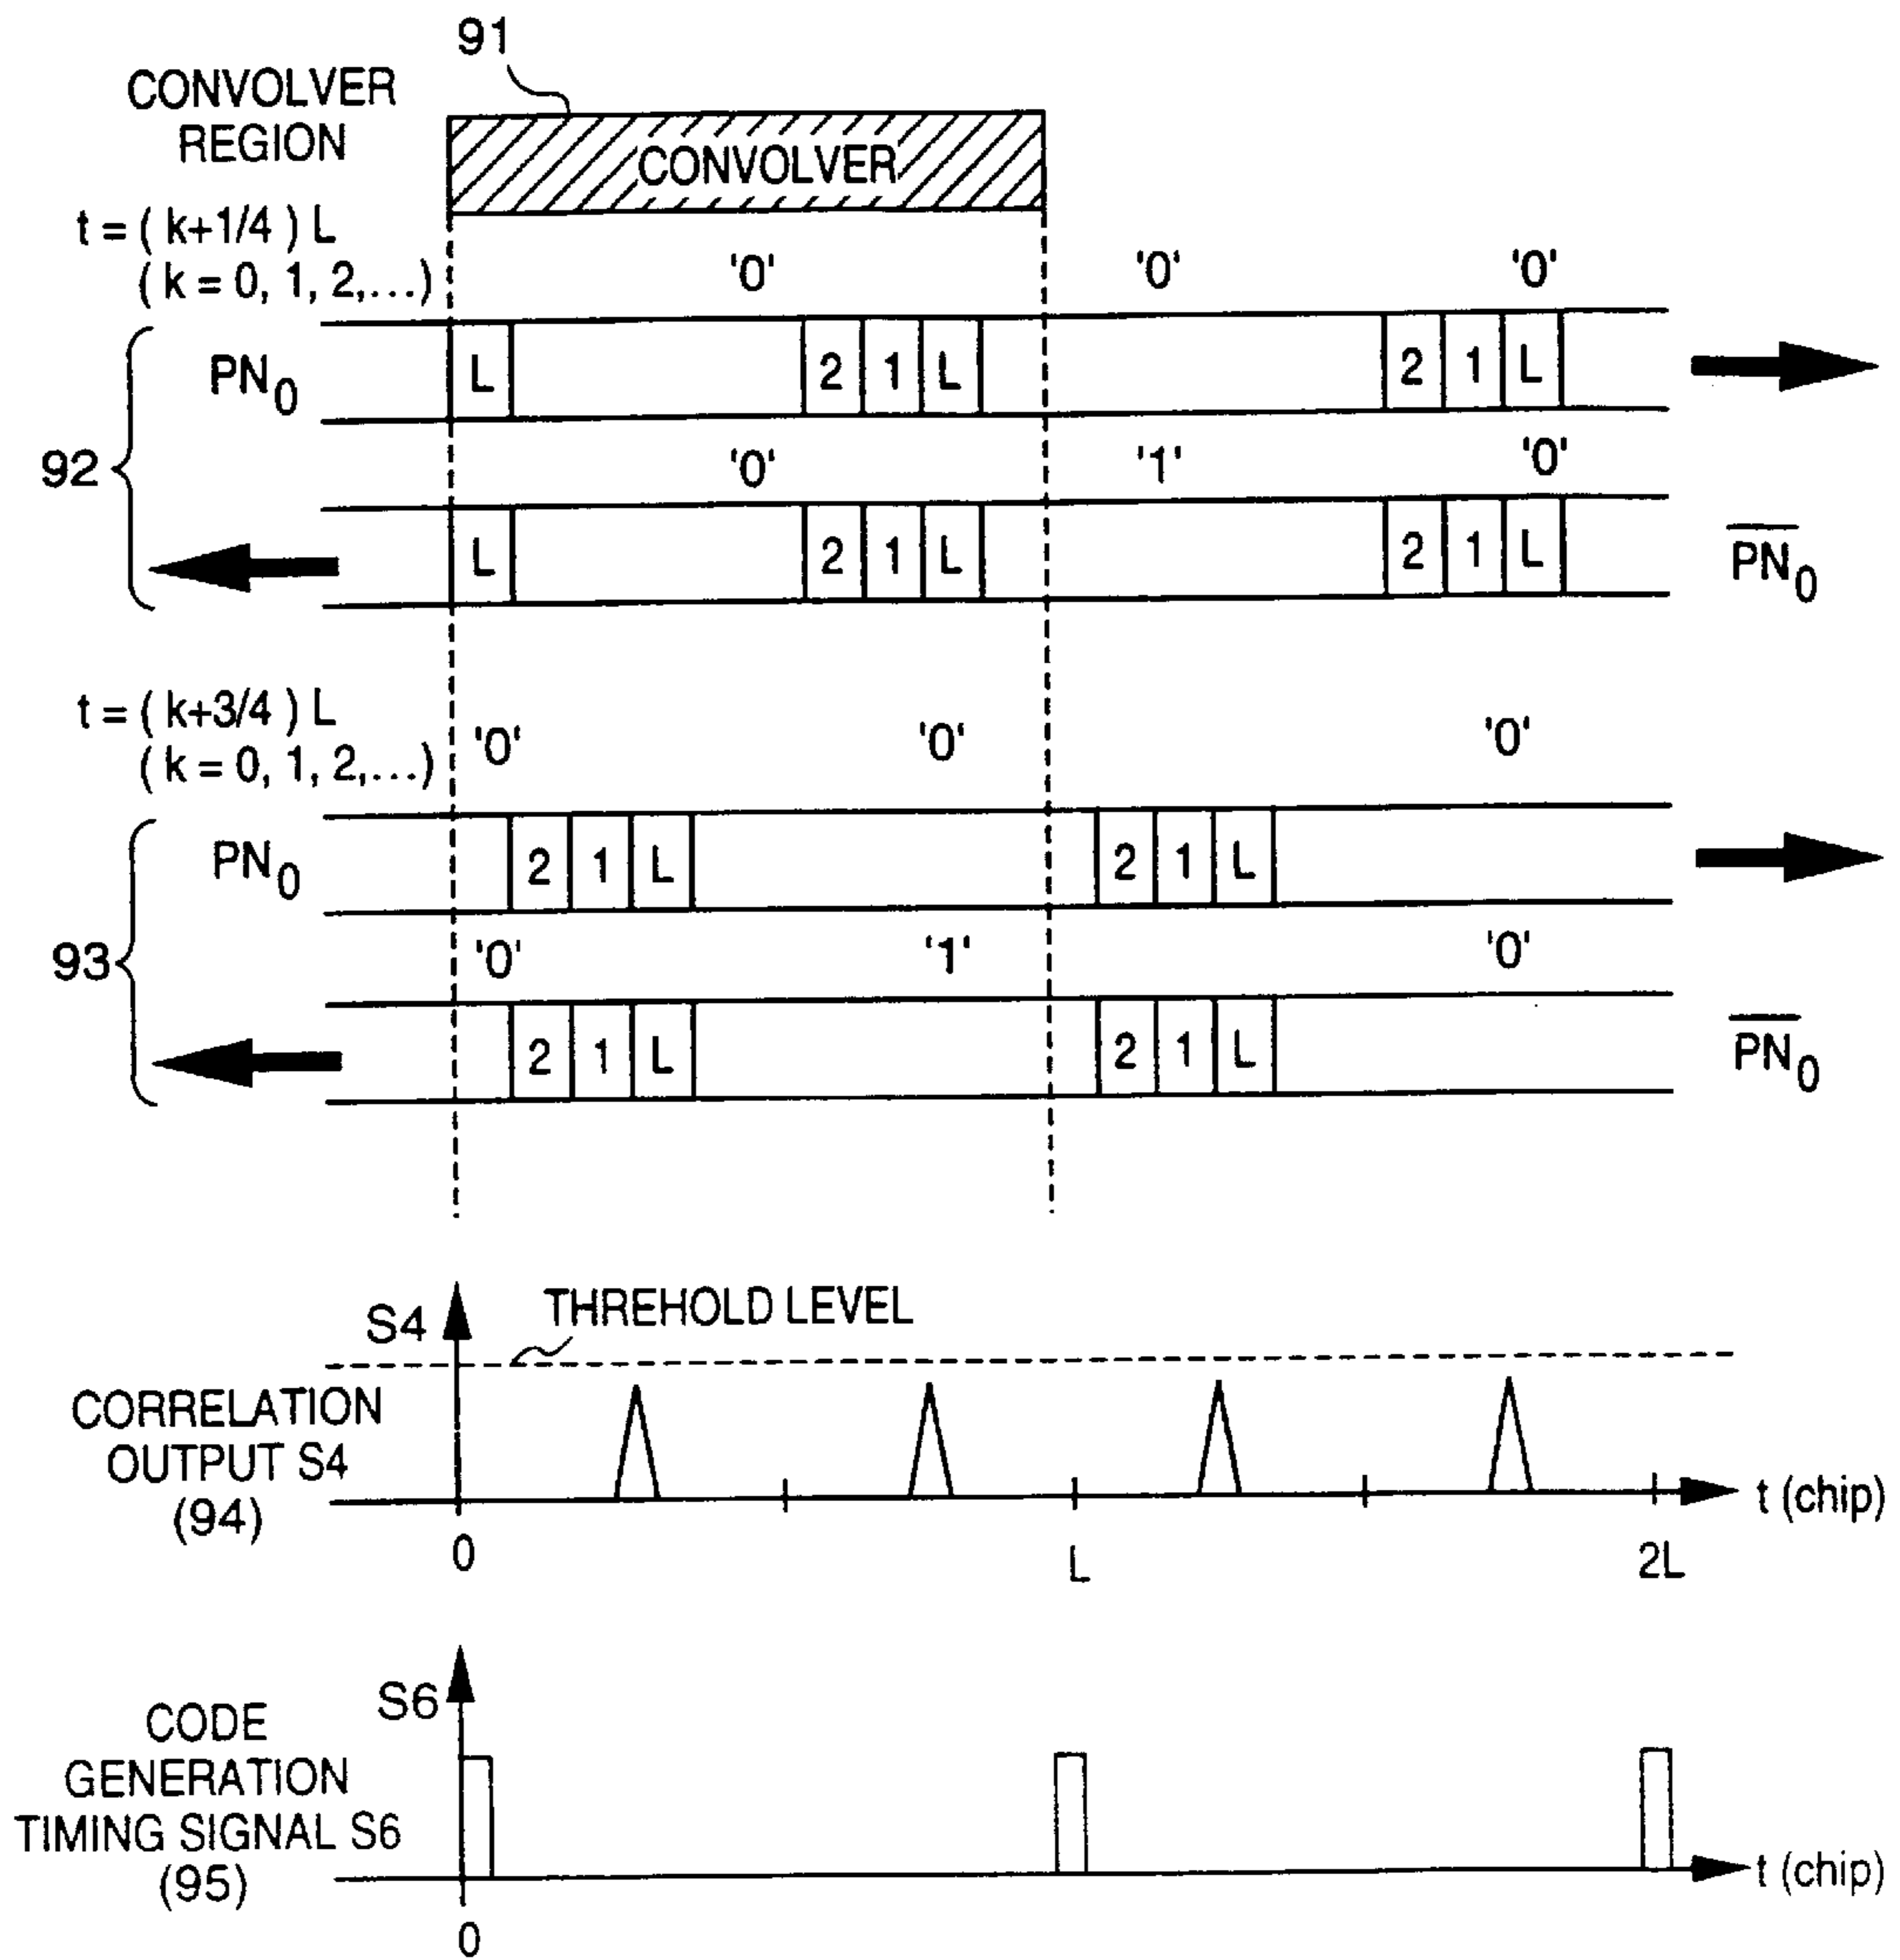 91
CONVOLVER
REGION
CONVOLVER
t = ( k+1/4 ) L
( k = 0, 1, 2,...)
'0' '0' '0'
PN0 L 2 1 L 2 1 L
92
'0' '1' '0'
L 2 1 L 2 1 L P̅N̅0
t = ( k+3/4 ) L
( k = 0, 1, 2,...)
'0' '0' '0'
PN0 2 1 L 2 1 L
93
'0' '1' '0'
2 1 L 2 1 L P̅N̅0
S4
THREHOLD LEVEL
CORRELATION
OUTPUT S4
(94)
t (chip)
0 L 2L
S6
CODE
GENERATION
TIMING SIGNAL S6
(95)
t (chip)
0